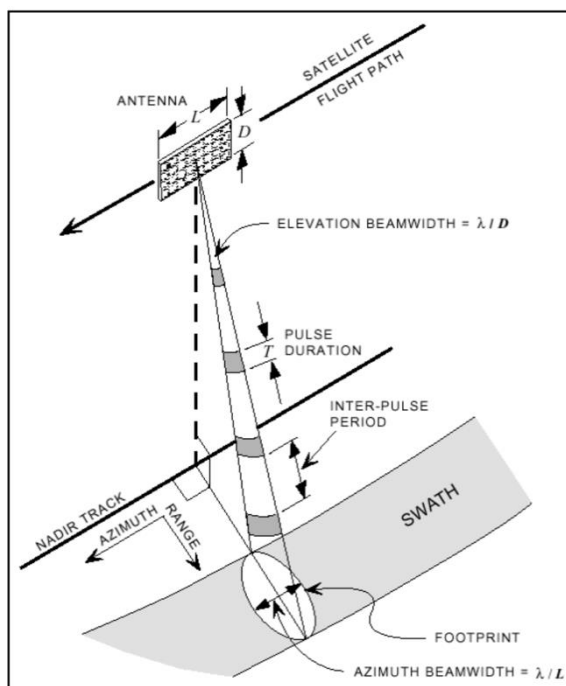 SATELLITE
FLIGHT PATH
ANTENNA
L
D
ELEVATION BEAMWIDTH = λ / D
PULSE
DURATION
T
INTER-PULSE
PERIOD
NADIR TRACK
AZIMUTH
RANGE
SWATH
FOOTPRINT
AZIMUTH BEAMWIDTH = λ / L